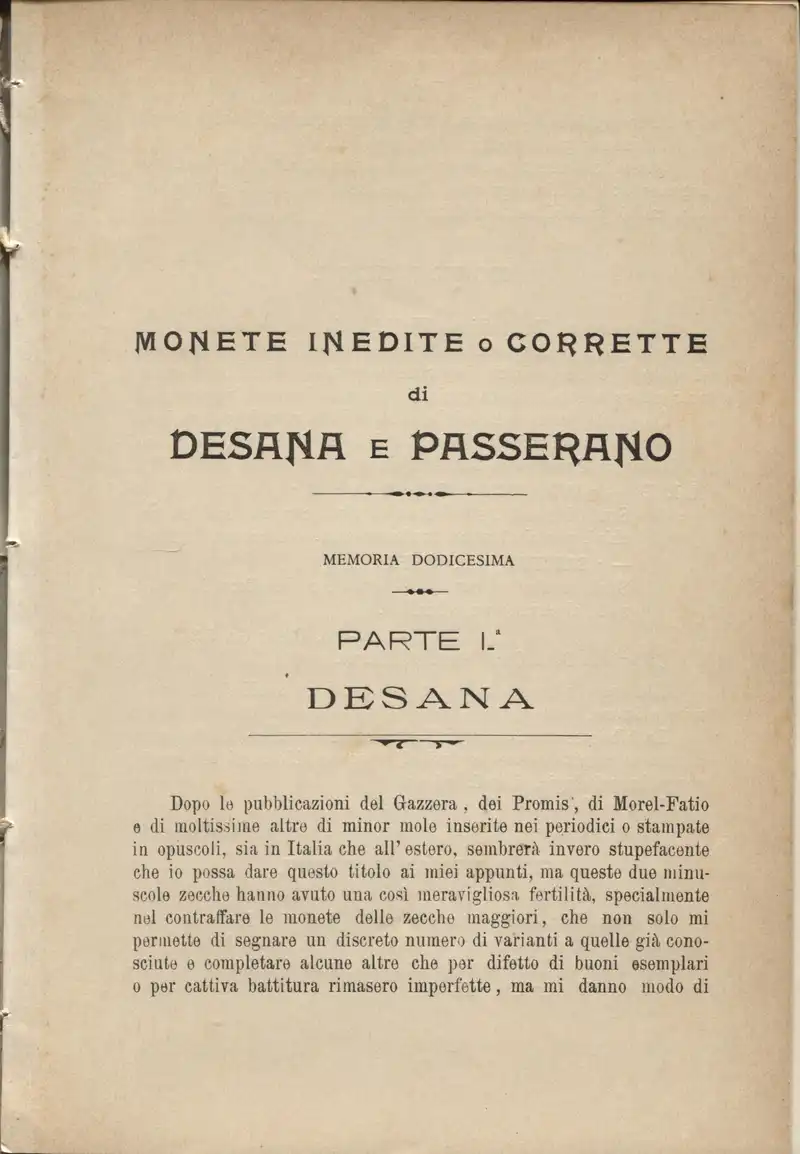 MONETE INEDITE o CORRETTE
di
DESANA E PASSERANO
MEMORIA DODICESIMA
PARTE I.ª
DESANA
Dopo le pubblicazioni del Gazzera, dei Promis, di Morel-Fatio
e di moltissime altre di minor mole inserite nei periodici o stampate
in opuscoli, sia in Italia che all' estero, sembrerà invero stupefacente
che io possa dare questo titolo ai miei appunti, ma queste due minu-
scole zecche hanno avuto una così meravigliosa fertilità, specialmente
nel contraffare le monete delle zecche maggiori, che non solo mi
permette di segnare un discreto numero di varianti a quelle già cono-
sciute e completare alcune altre che per difetto di buoni esemplari
o per cattiva battitura rimasero imperfette, ma mi danno modo di